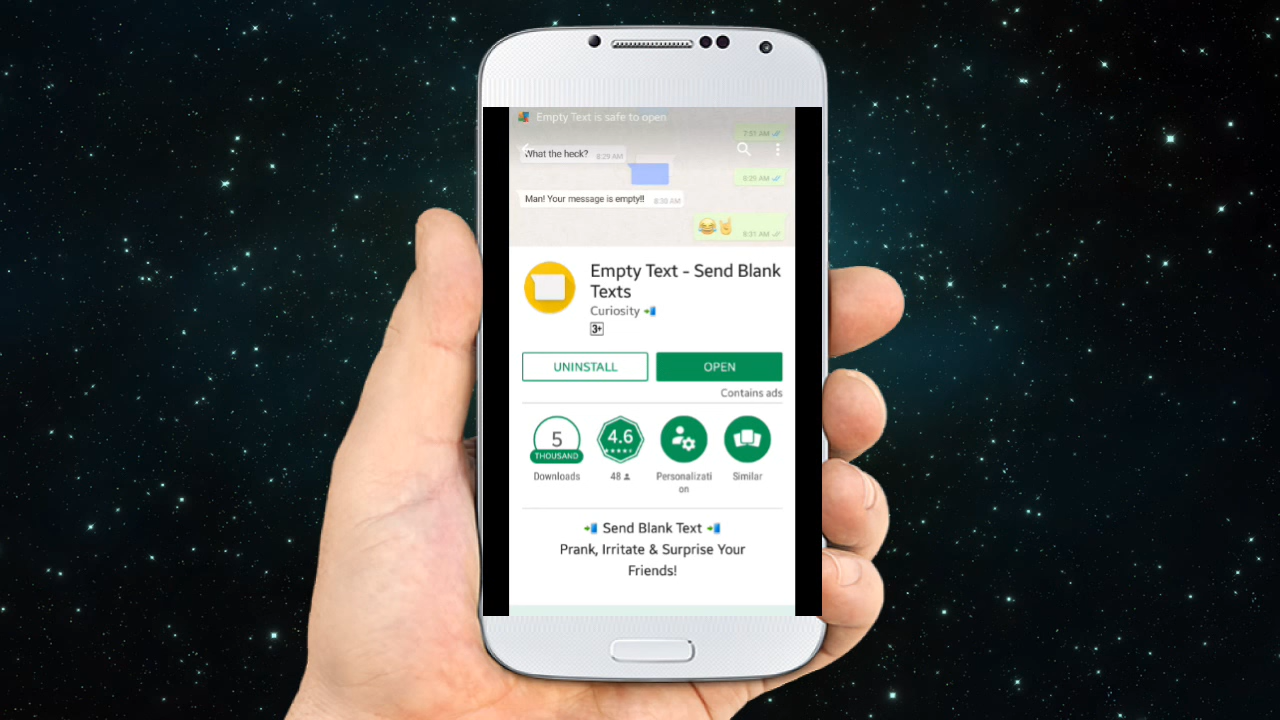 Empty Text is safe to open
7:51 AM
What the heck? 8:29 AM
8:29 AM
Man! Your message is empty!! 8:30 AM
😂🤘 8:31 AM
Empty Text - Send Blank
Texts
Curiosity 📲
3+
UNINSTALL OPEN
Contains ads
5 4.6
THOUSAND
Downloads 48 Personalizati Similar
on
📲 Send Blank Text 📲
Prank, Irritate & Surprise Your
Friends!